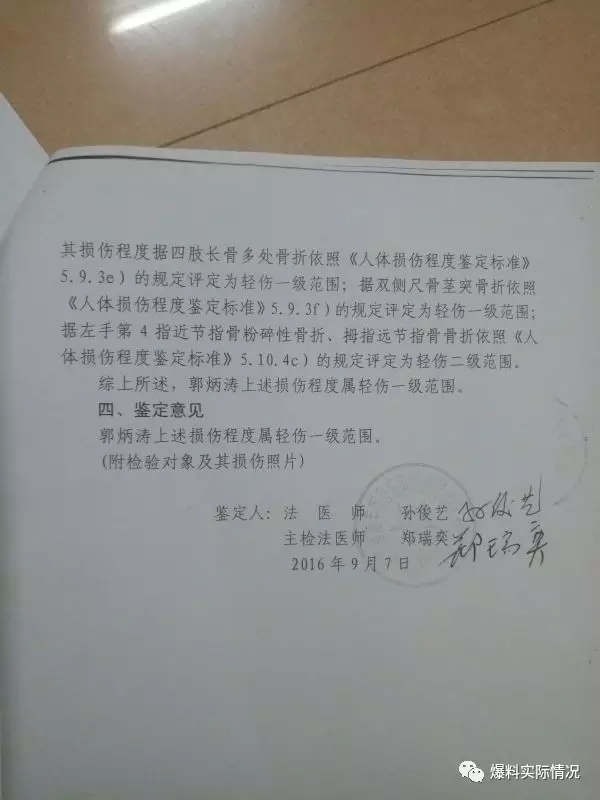 其损伤程度据四肢长骨多处骨折依照《人体损伤程度鉴定标准》
5.9.3e）的规定评定为轻伤一级范围；据双侧尺骨茎突骨折依照
《人体损伤程度鉴定标准》5.9.3f）的规定评定为轻伤一级范围；
据左手第 4 指近节指骨粉碎性骨折、拇指远节指骨骨折依照《人
体损伤程度鉴定标准》5.10.4c）的规定评定为轻伤二级范围。
综上所述，郭炳涛上述损伤程度属轻伤一级范围。
四、鉴定意见
郭炳涛上述损伤程度属轻伤一级范围。
(附检验对象及其损伤照片)
鉴定人：法 医 师 孙俊艺 孙俊艺
主检法医师 郑瑞奕 郑瑞奕
2016 年 9 月 7 日
爆料实际情况